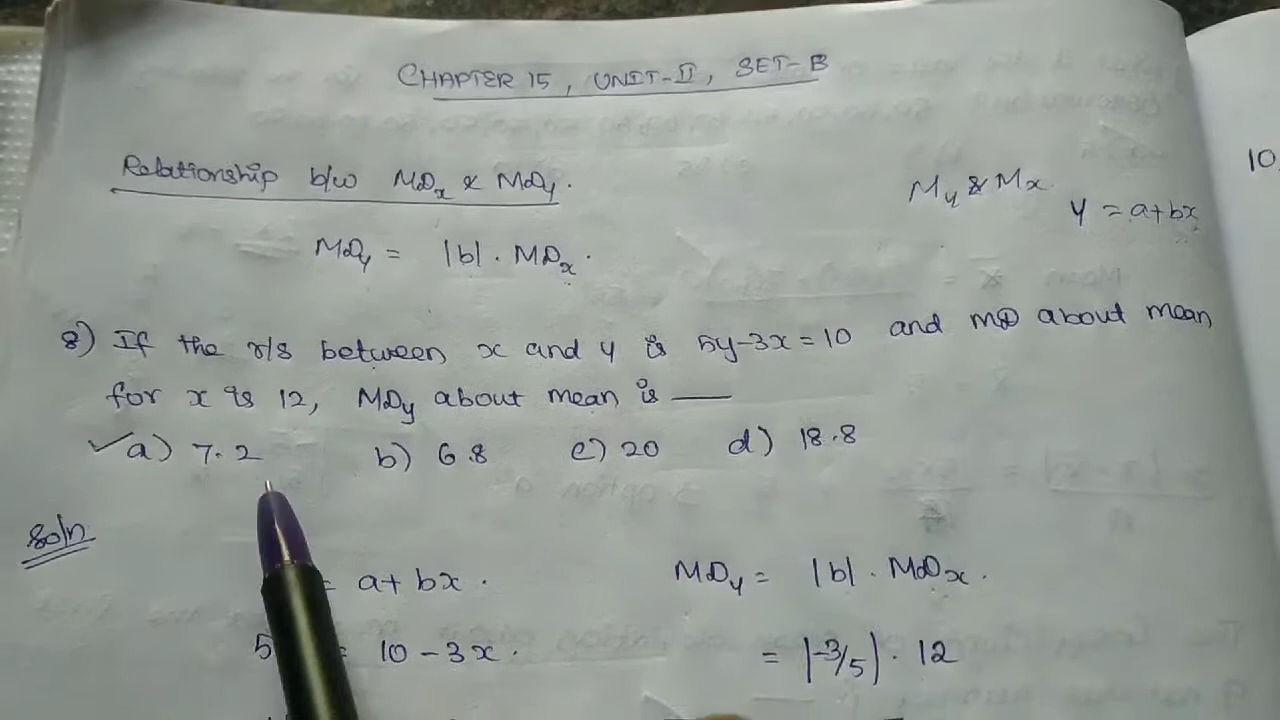 CHAPTER 15, UNIT-II, SET-B
Relationship b/w MDx & MDy.
My & Mx
y = a+bx
10.
MDy = |b|. MDx.
8) If the r/s between x and y is 5y-3x=10 and MD about mean
for x is 12, MDy about mean is ___
✓a) 7.2 b) 6.8 c) 20 d) 18.8
Soln
= a+bx.
MDy = |b|. MDx.
5 = 10-3x.
= |-3/5|. 12